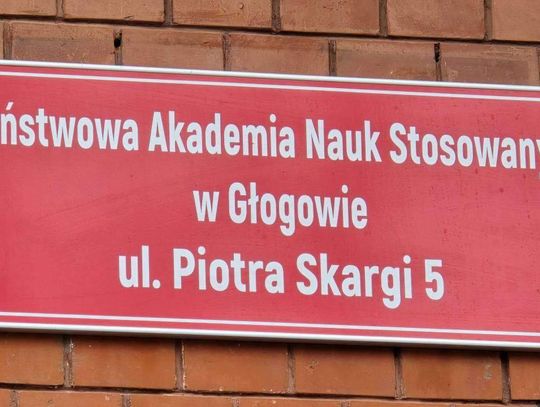 ństwowa Akademia Nauk Stosowany
w Głogowie
ul. Piotra Skargi 5